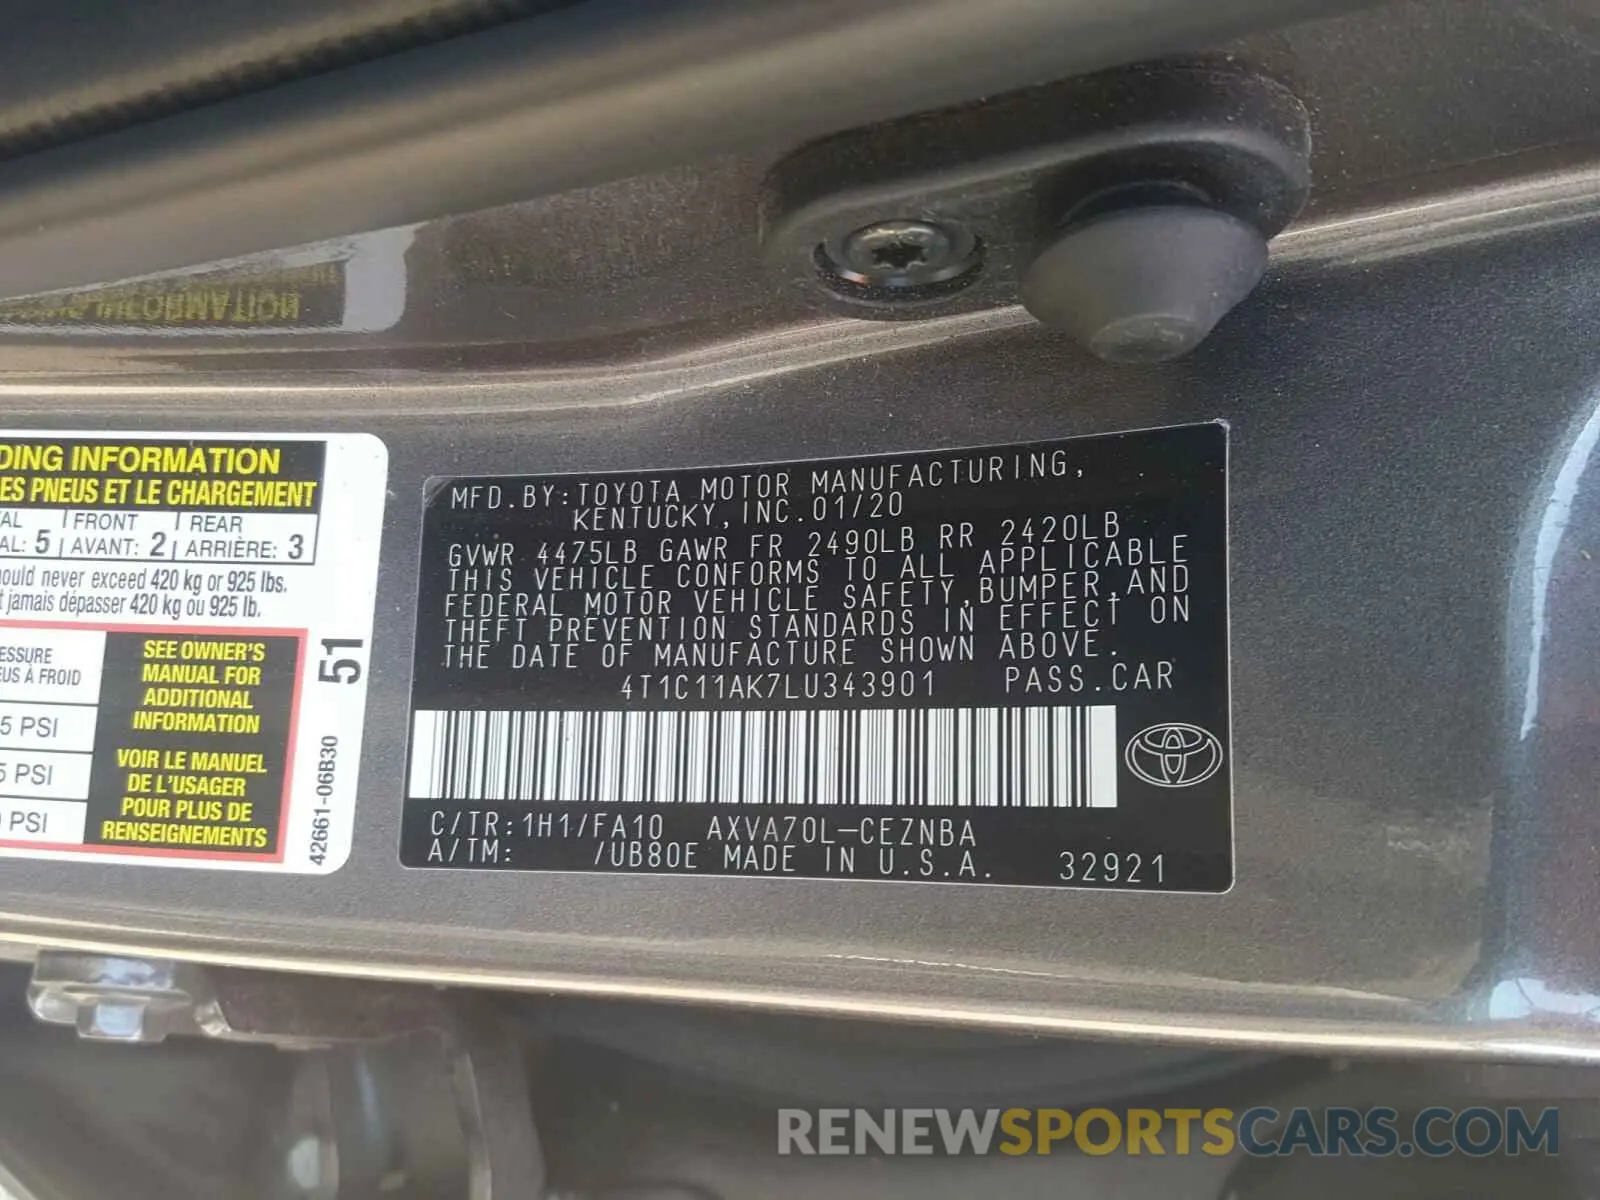 DING INFORMATION
ES PNEUS ET LE CHARGEMENT
AL FRONT REAR
AL: 5 AVANT: 2 ARRIÈRE: 3
ould never exceed 420 kg or 925 lbs.
t jamais dépasser 420 kg ou 925 lb.
ESSURE
US À FROID
5 PSI
5 PSI
PSI
SEE OWNER'S
MANUAL FOR
ADDITIONAL
INFORMATION
VOIR LE MANUEL
DE L'USAGER
POUR PLUS DE
RENSEIGNEMENTS
51
42661-06B30
MFD.BY:TOYOTA MOTOR MANUFACTURING,
KENTUCKY,INC.01/20
GVWR 4475LB GAWR FR 2490LB RR 2420LB
THIS VEHICLE CONFORMS TO ALL APPLICABLE
FEDERAL MOTOR VEHICLE SAFETY,BUMPER,AND
THEFT PREVENTION STANDARDS IN EFFECT ON
THE DATE OF MANUFACTURE SHOWN ABOVE.
4T1C11AK7LU343901 PASS.CAR
C/TR:1H1/FA10 AXVA70L-CEZNBA
A/TM: /UB80E MADE IN U.S.A. 32921
RENEWSPORTSCARS.COM